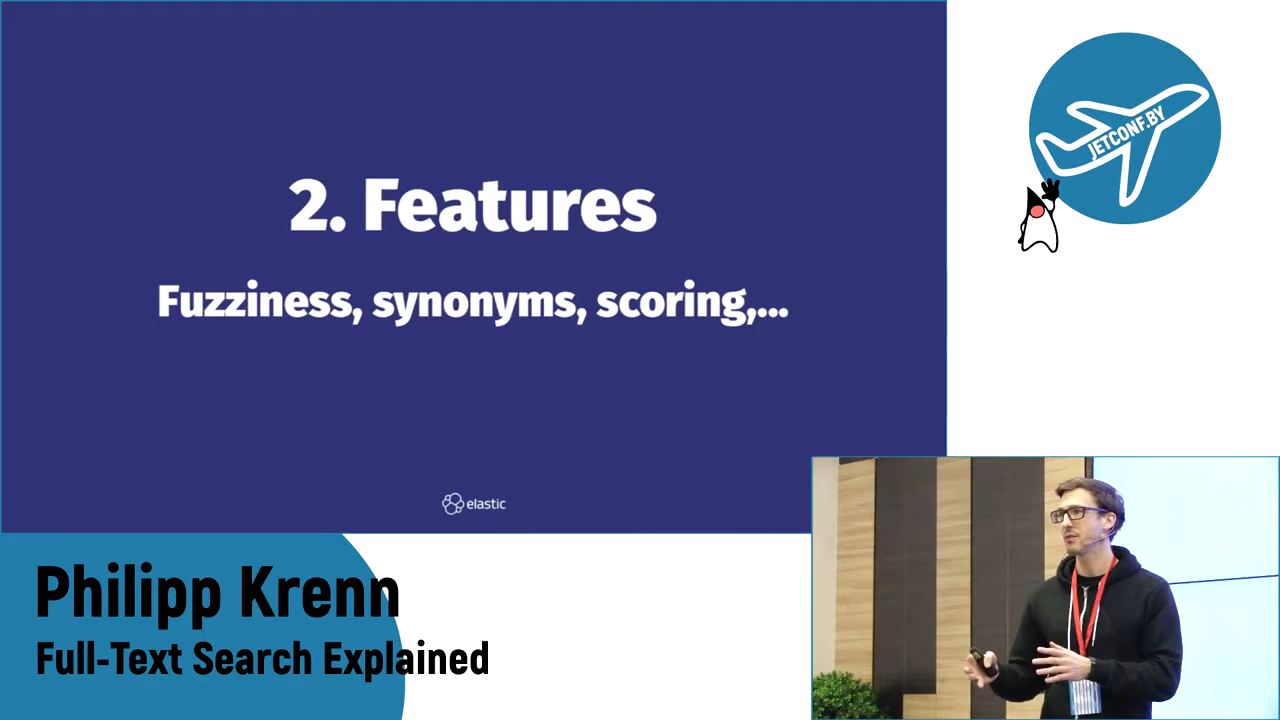 2. Features
Fuzziness, synonyms, scoring,...
elastic
JETCONF.BY
Philipp Krenn
Full-Text Search Explained